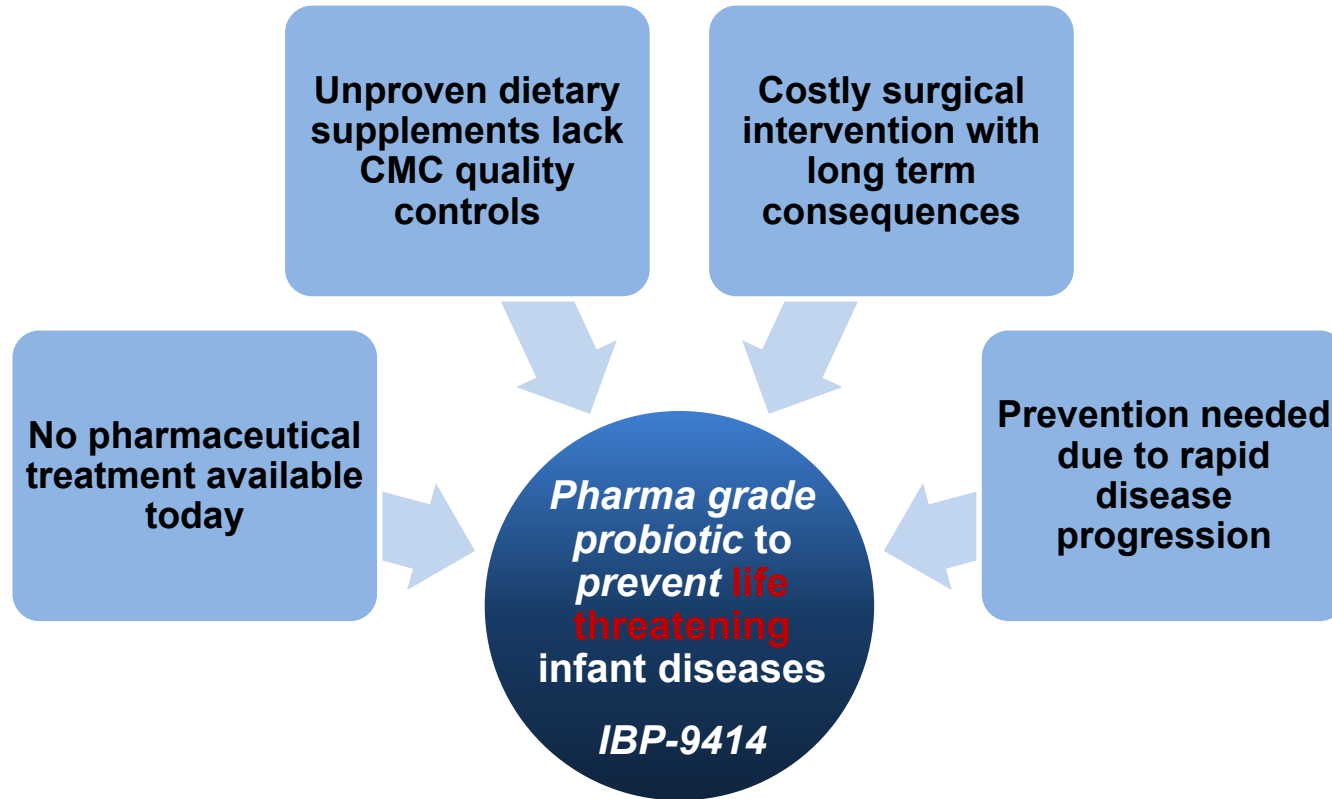 Unproven dietary
supplements lack
CMC quality
controls
Costly surgical
intervention with
long term
consequences
No pharmaceutical
treatment available
today
Prevention needed
due to rapid
disease
progression
Pharma grade
probiotic to
prevent life
threatening
infant diseases
IBP-9414